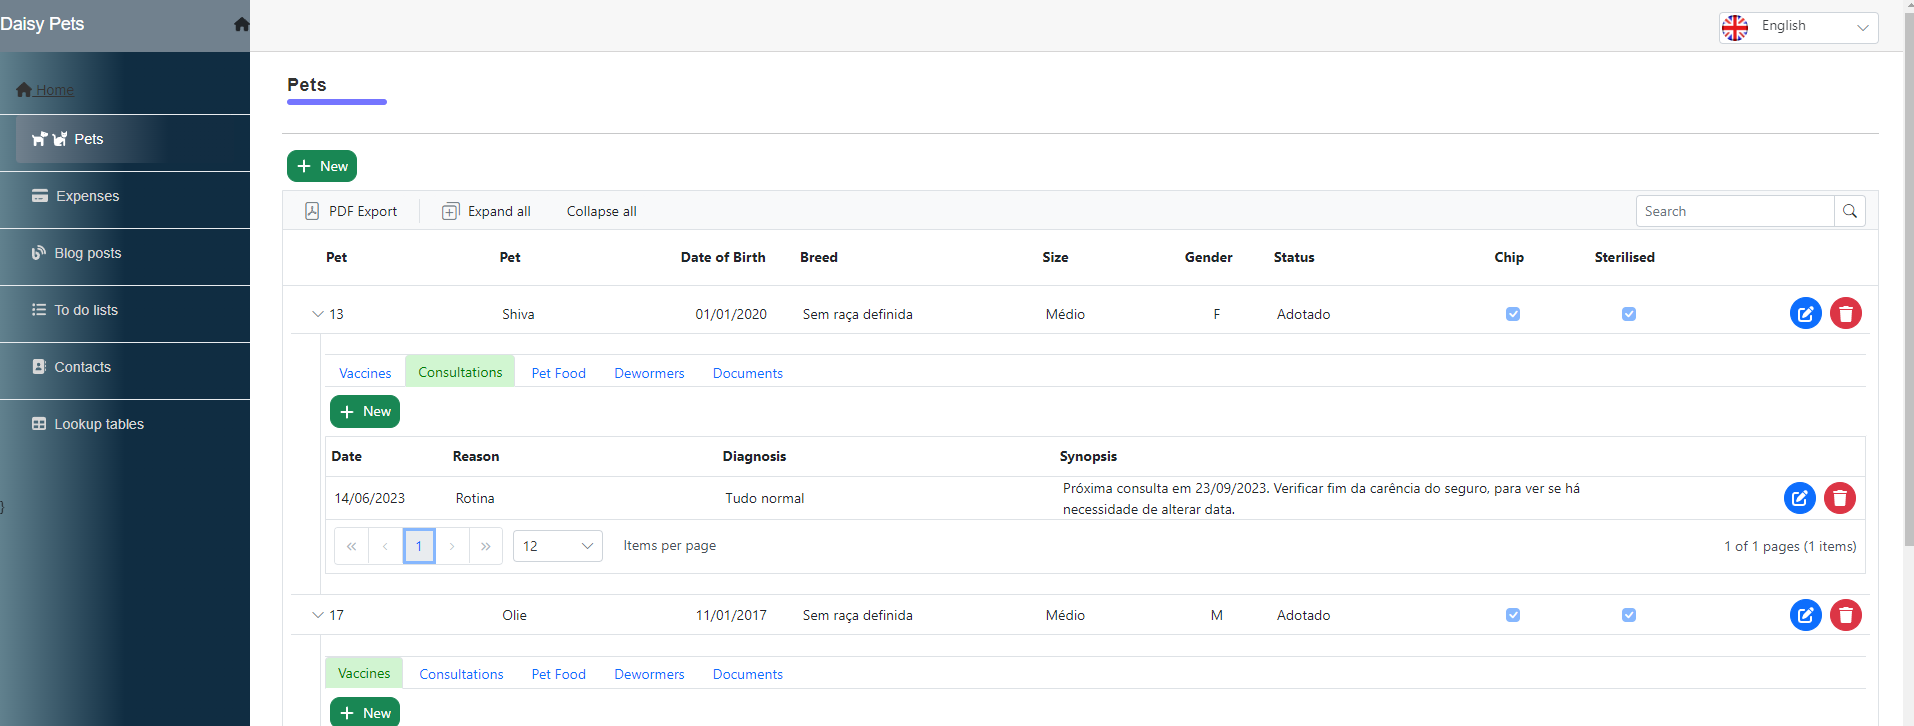 Daisy Pets
English
Home
Pets
Expenses
Blog posts
To do lists
Contacts
Lookup tables
}
Pets
New
PDF Export Expand all Collapse all Search
Pet Pet Date of Birth Breed Size Gender Status Chip Sterilised
13 Shiva 01/01/2020 Sem raça definida Médio F Adotado
Vaccines Consultations Pet Food Dewormers Documents
New
Date Reason Diagnosis Synopsis
14/06/2023 Rotina Tudo normal Próxima consulta em 23/09/2023. Verificar fim da carência do seguro, para ver se há
necessidade de alterar data.
1 12 Items per page 1 of 1 pages (1 items)
17 Olie 11/01/2017 Sem raça definida Médio M Adotado
Vaccines Consultations Pet Food Dewormers Documents
New